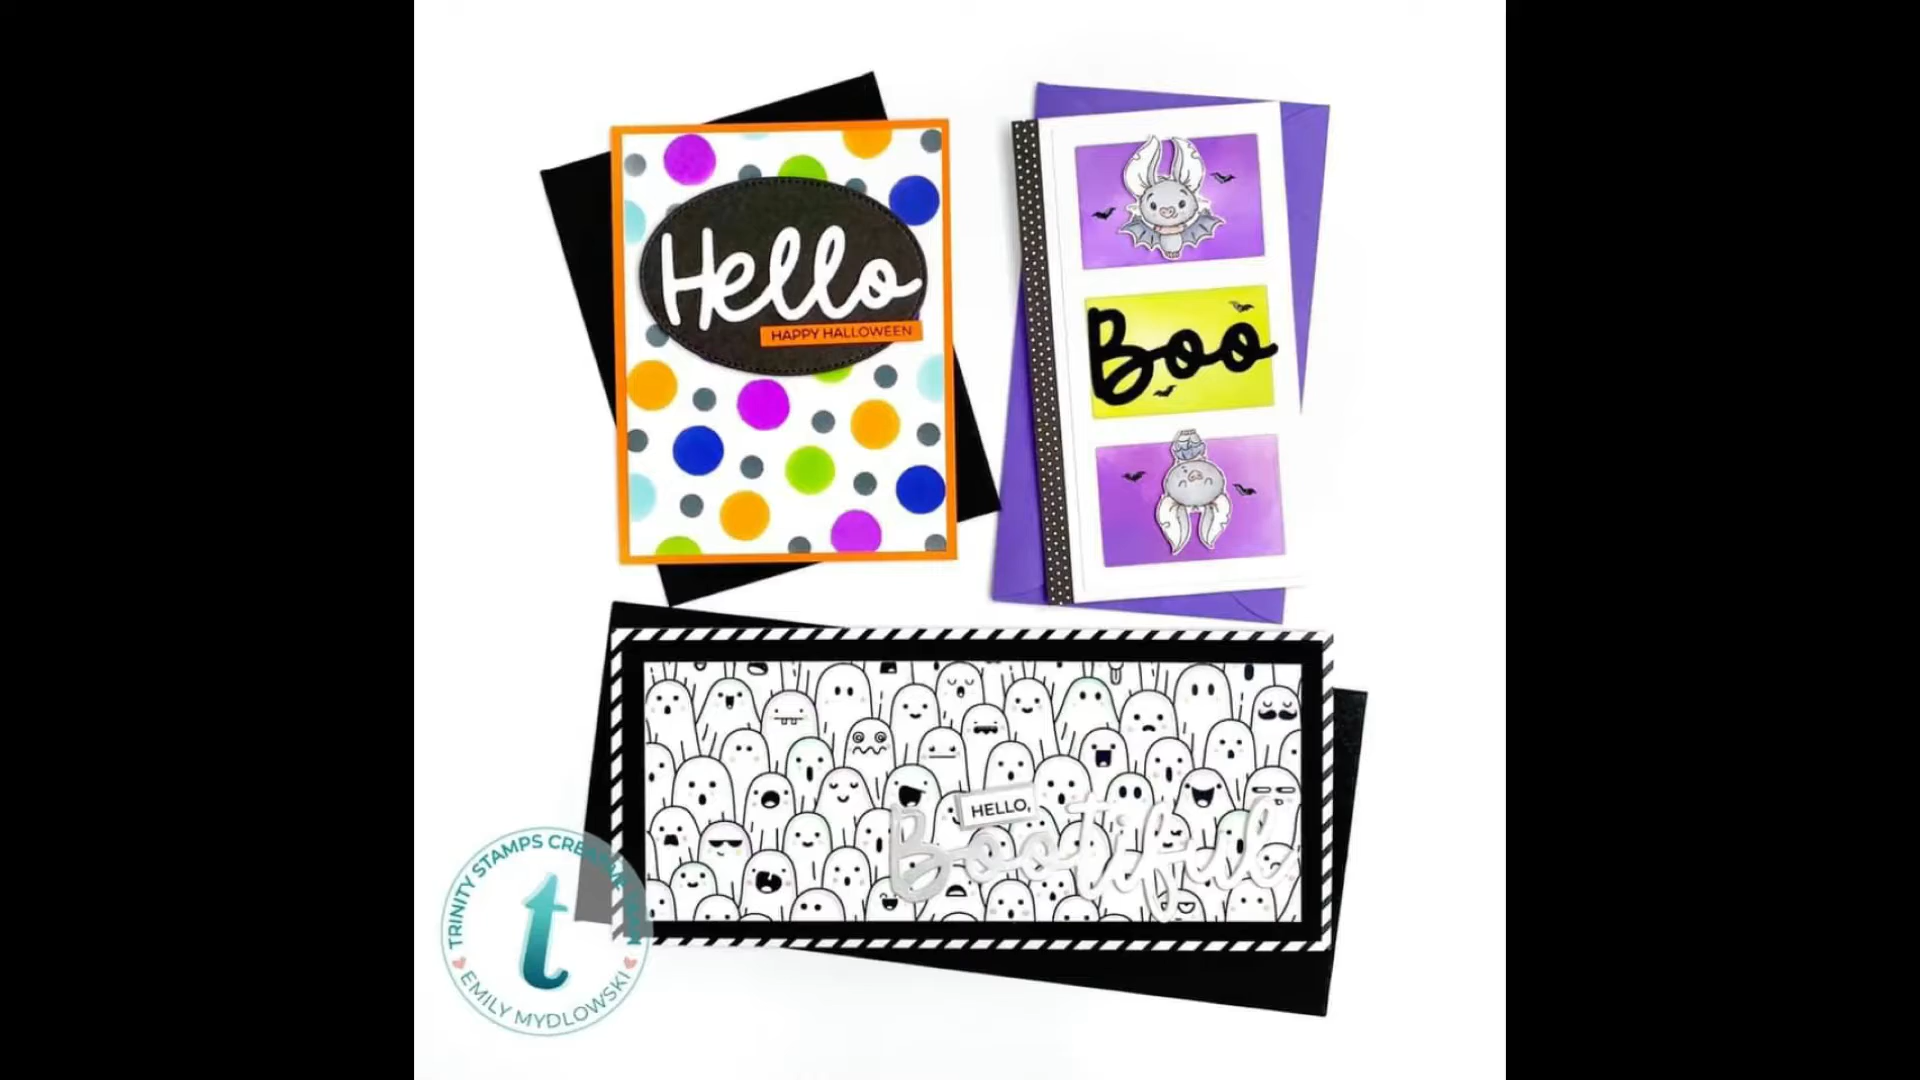 Hello
HAPPY HALLOWEEN
Boo
HELLO,
Bootiful
TRINITY STAMPS CREATIVE TEAM
t
EMILY MYDLOWSKI